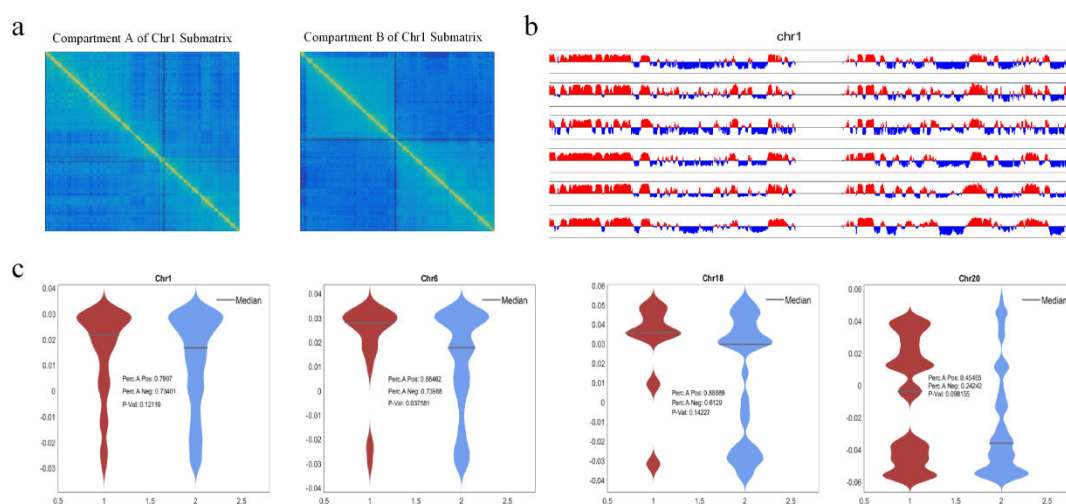 a
Compartment A of Chr1 Submatrix
Compartment B of Chr1 Submatrix
b
chr1
c
Chr1
Median
0.04
0.03
0.02
0.01
0
-0.01
-0.02
-0.03
-0.04
Perc.A Pos: 0.7907
Perc.A Neg: 0.73401
P-Val: 0.12119
0.5 1 1.5 2 2.5
Chr6
Median
0.04
0.03
0.02
0.01
0
-0.01
-0.02
-0.03
-0.04
Perc.A Pos: 0.88462
Perc.A Neg:
P-Val: 0.037581
0.5 1 1.5 2 2.5
Chr18
Median
0.06
0.05
0.04
0.03
0.02
0.01
0
-0.01
-0.02
-0.03
-0.04
Perc.A Pos:
Perc.A Neg: 0.6129
P-Val: 0.14227
0.5 1 1.5 2 2.5
Chr20
Median
0.06
0.04
0.02
0
-0.02
-0.04
-0.06
Perc.A Pos: 0.45455
Perc.A Neg: 0.24242
P-Val: 0.098155
0.5 1 1.5 2 2.5